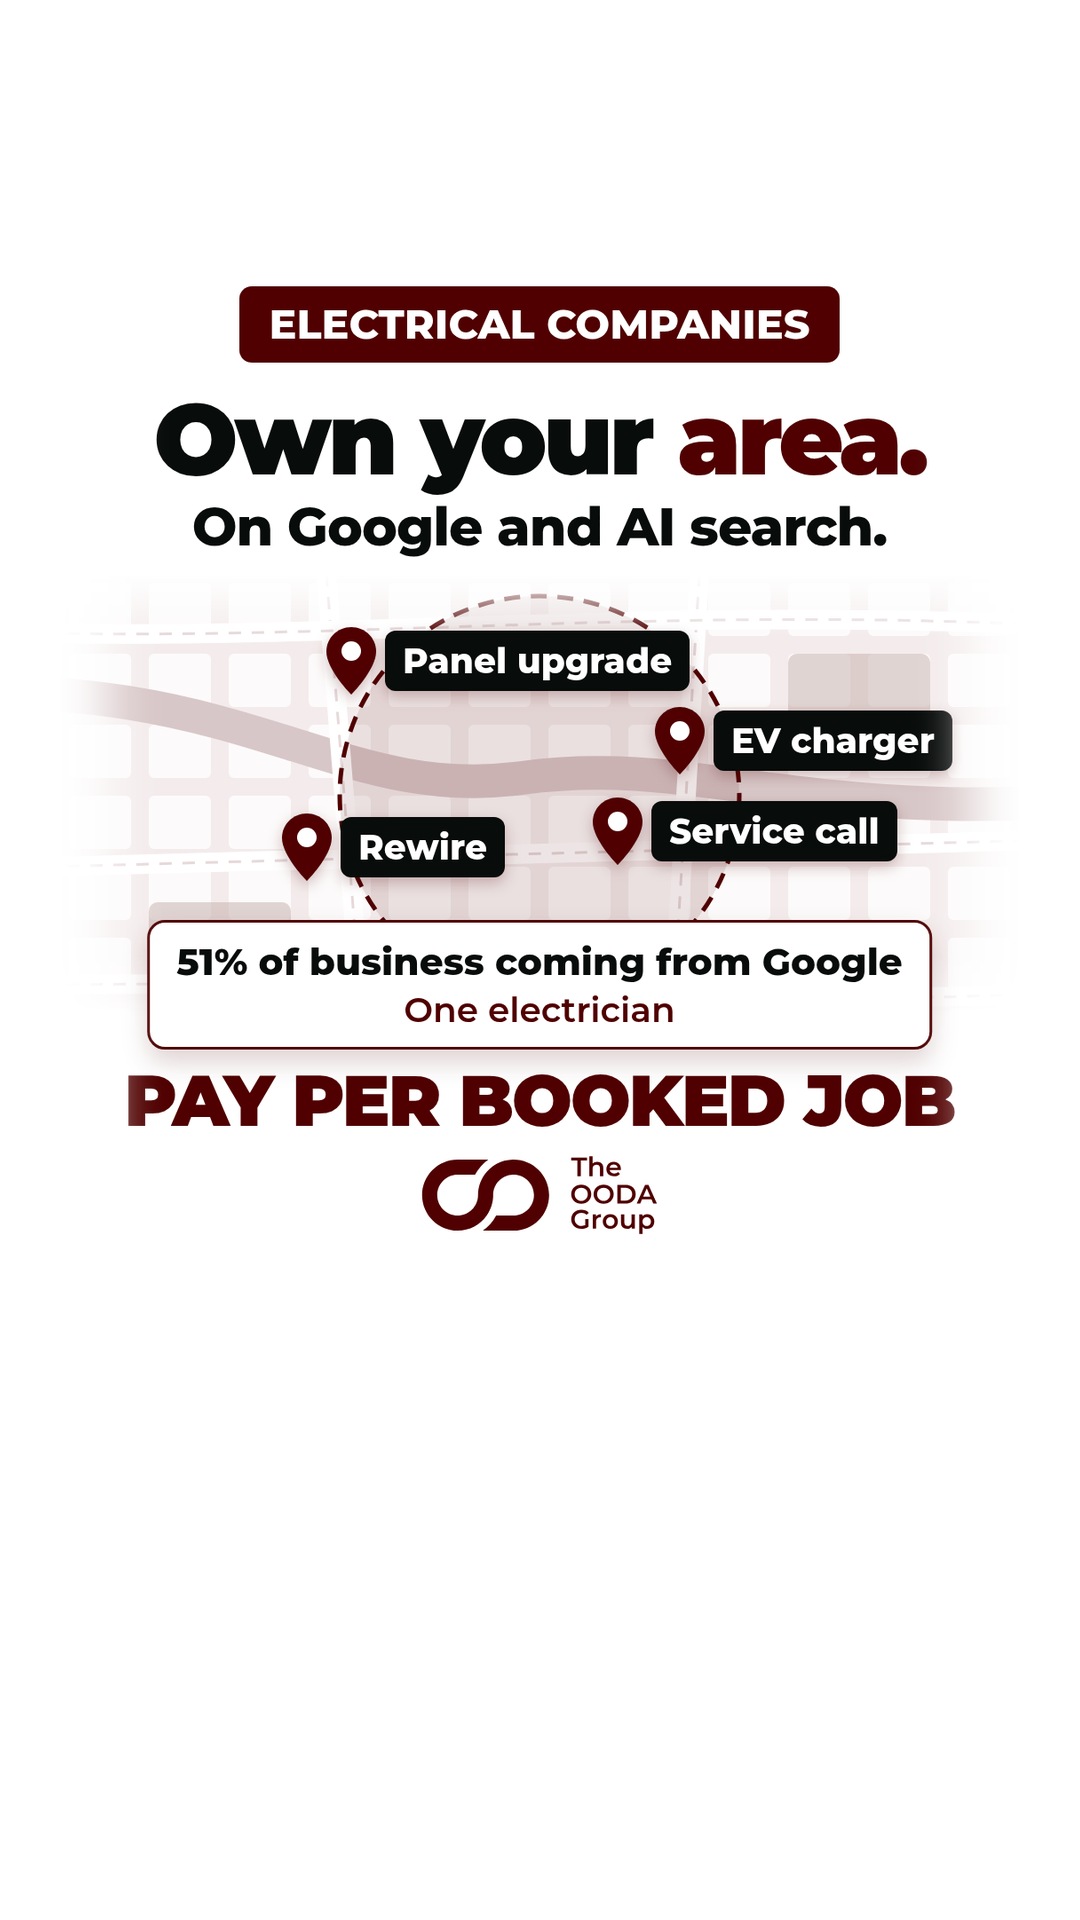 ELECTRICAL COMPANIES
Own your area.
On Google and AI search.
Panel upgrade
EV charger
Service call
Rewire
51% of business coming from Google
One electrician
PAY PER BOOKED JOB
The
OODA
Group